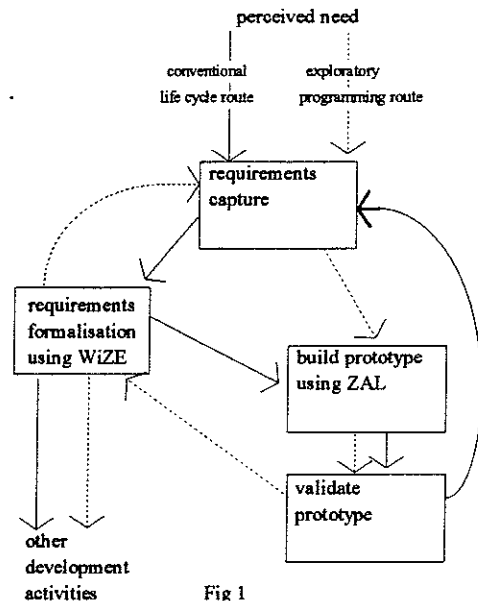 perceived need
conventional
life cycle route
exploratory
programming route
requirements
capture
requirements
formalisation
using WiZE
build prototype
using ZAL
validate
prototype
other
development
activities
Fig 1